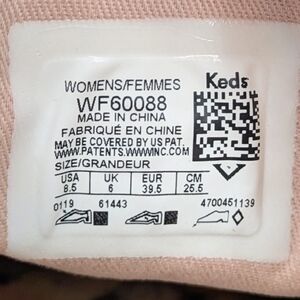 WOMENS/FEMMES
Keds
WF60088
MADE IN CHINA
FABRIQUÉ EN CHINE
MAY BE COVERED BY US PAT.
WWW.PATENTS.WWWINC.COM
SIZE/GRANDEUR
USA UK EUR CM
8.5 6 39.5 25.5
0119 61443 4700451139